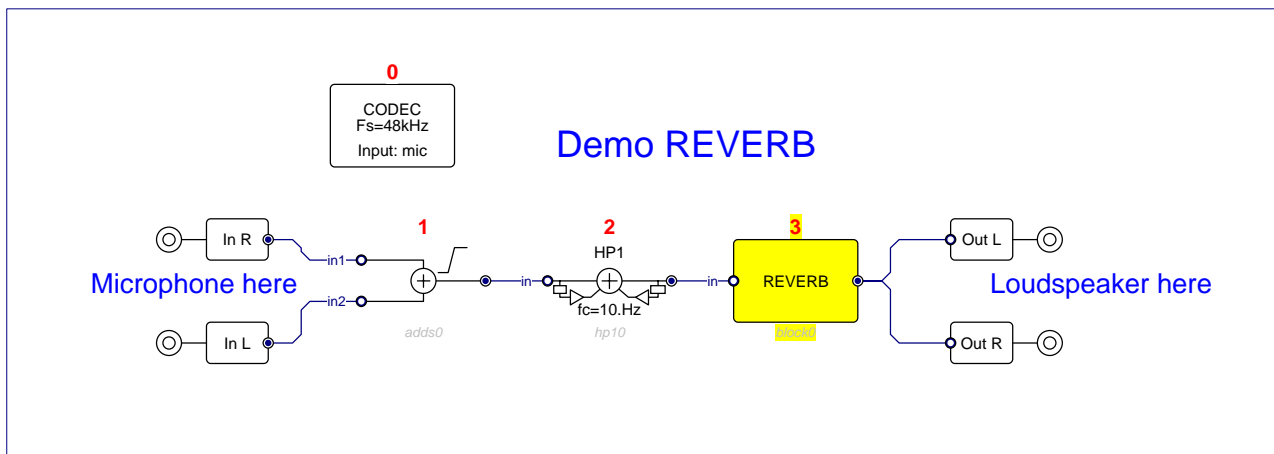 0
CODEC
Fs=48kHz
Input: mic
Demo REVERB
1
2
3
In R
in1
HP1
Out L
Microphone here
in
in
REVERB
Loudspeaker here
in2
fc=10.Hz
adds0
hp10
block0
In L
Out R